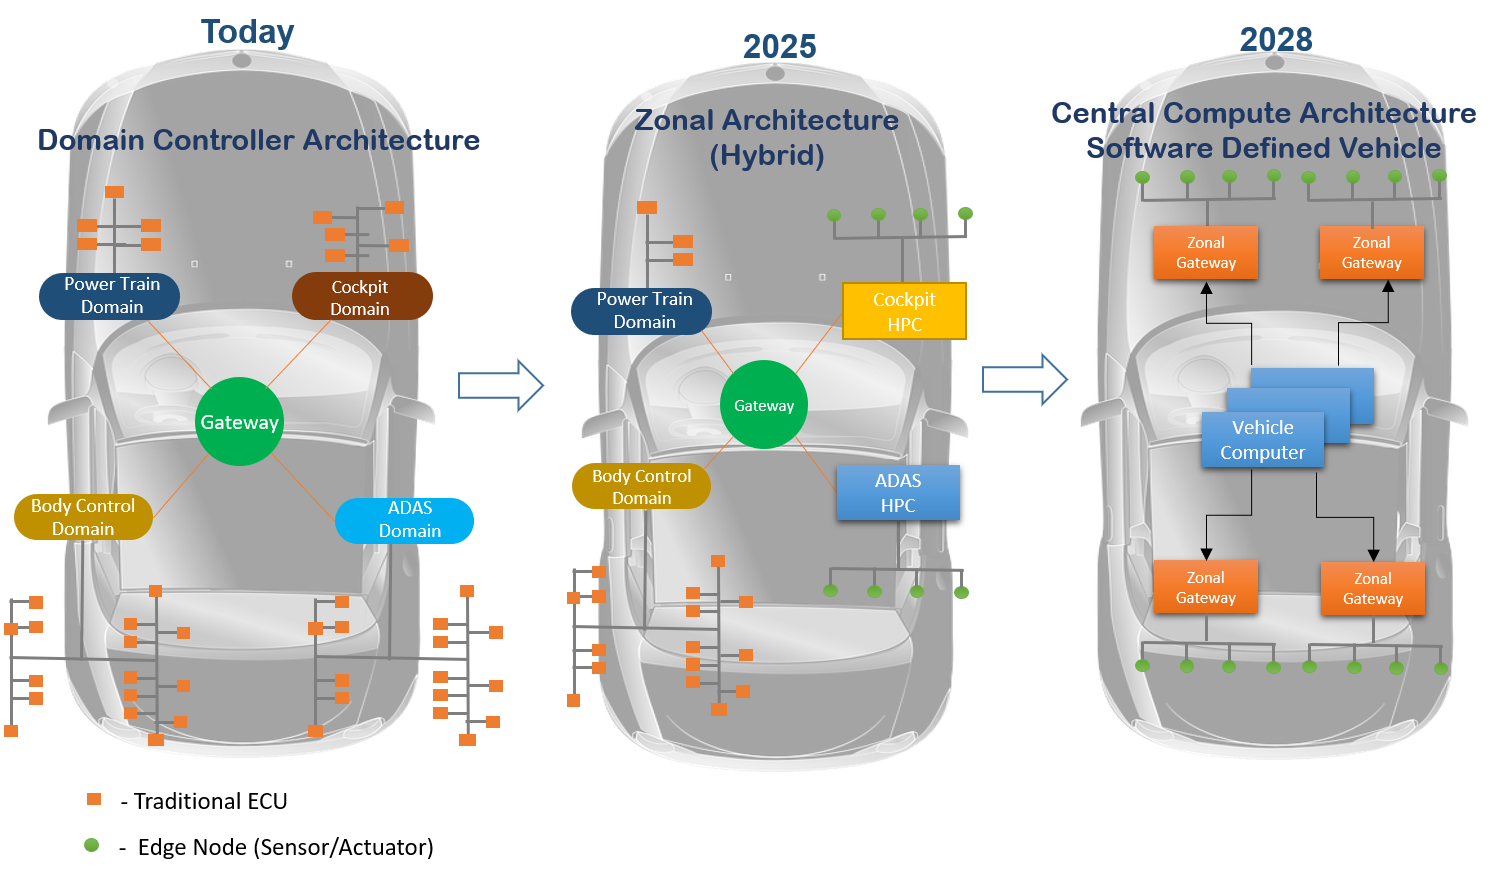 Today
Domain Controller Architecture
Power Train
Domain
Cockpit
Domain
Gateway
Body Control
Domain
ADAS
Domain
2025
Zonal Architecture
(Hybrid)
Power Train
Domain
Cockpit
HPC
Gateway
Body Control
Domain
ADAS
HPC
2028
Central Compute Architecture
Software Defined Vehicle
Zonal
Gateway
Zonal
Gateway
Vehicle
Computer
Zonal
Gateway
Zonal
Gateway
- Traditional ECU
- Edge Node (Sensor/Actuator)